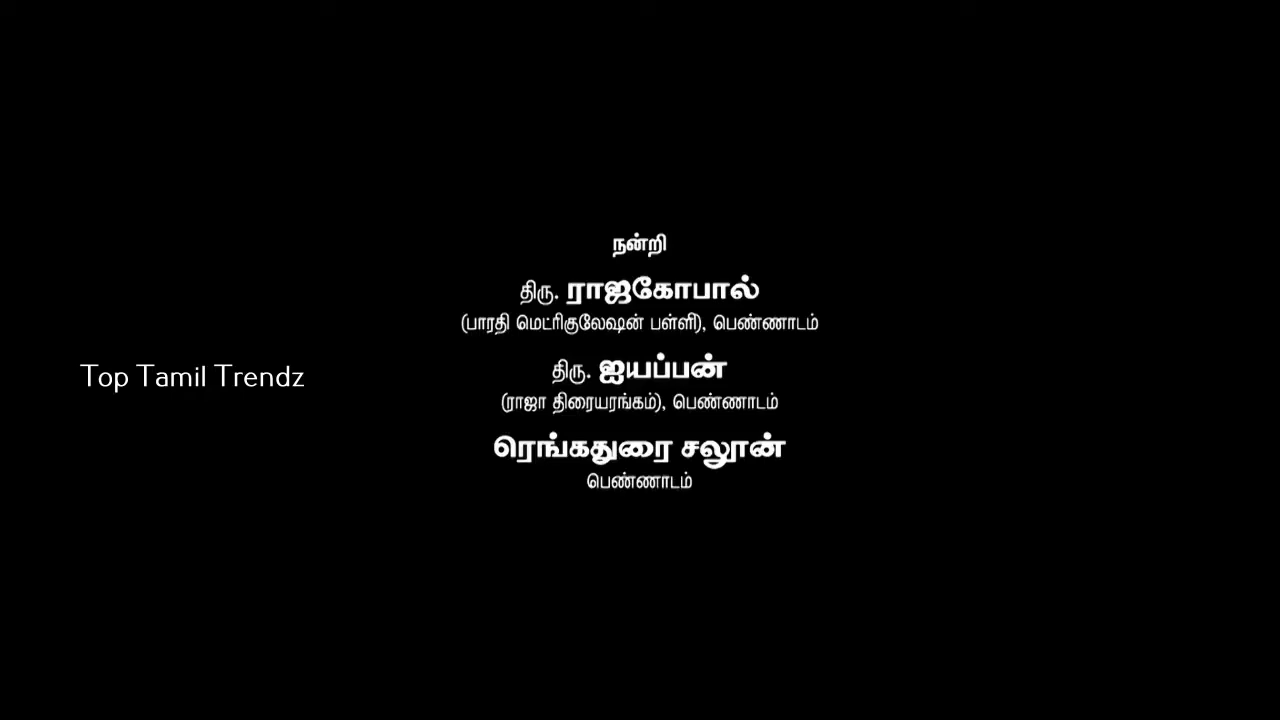 நன்றி
திரு. ராஜகோபால்
(பாரதி மெட்ரிகுலேஷன் பள்ளி), பெண்ணாடம்
Top Tamil Trendz
திரு. ஐயப்பன்
(ராஜா திரையரங்கம்), பெண்ணாடம்
ரெங்கதுரை சலூன்
பெண்ணாடம்